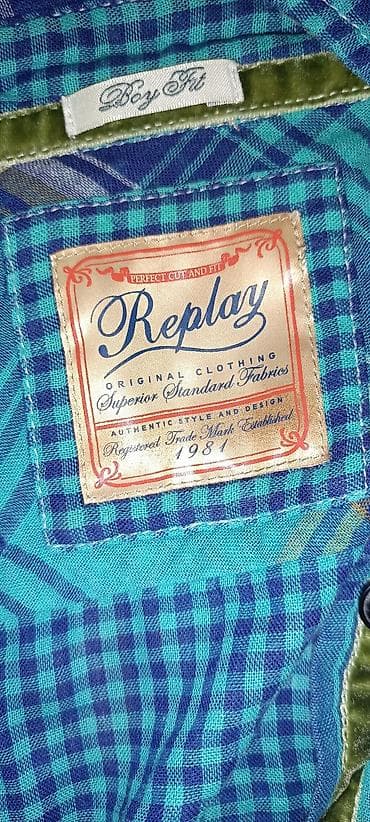 Boy Fit
PERFECT CUT AND FIT
Replay
ORIGINAL CLOTHING
Superior Standard Fabrics
AUTHENTIC STYLE AND DESIGN
Registered Trade Mark Established
1981